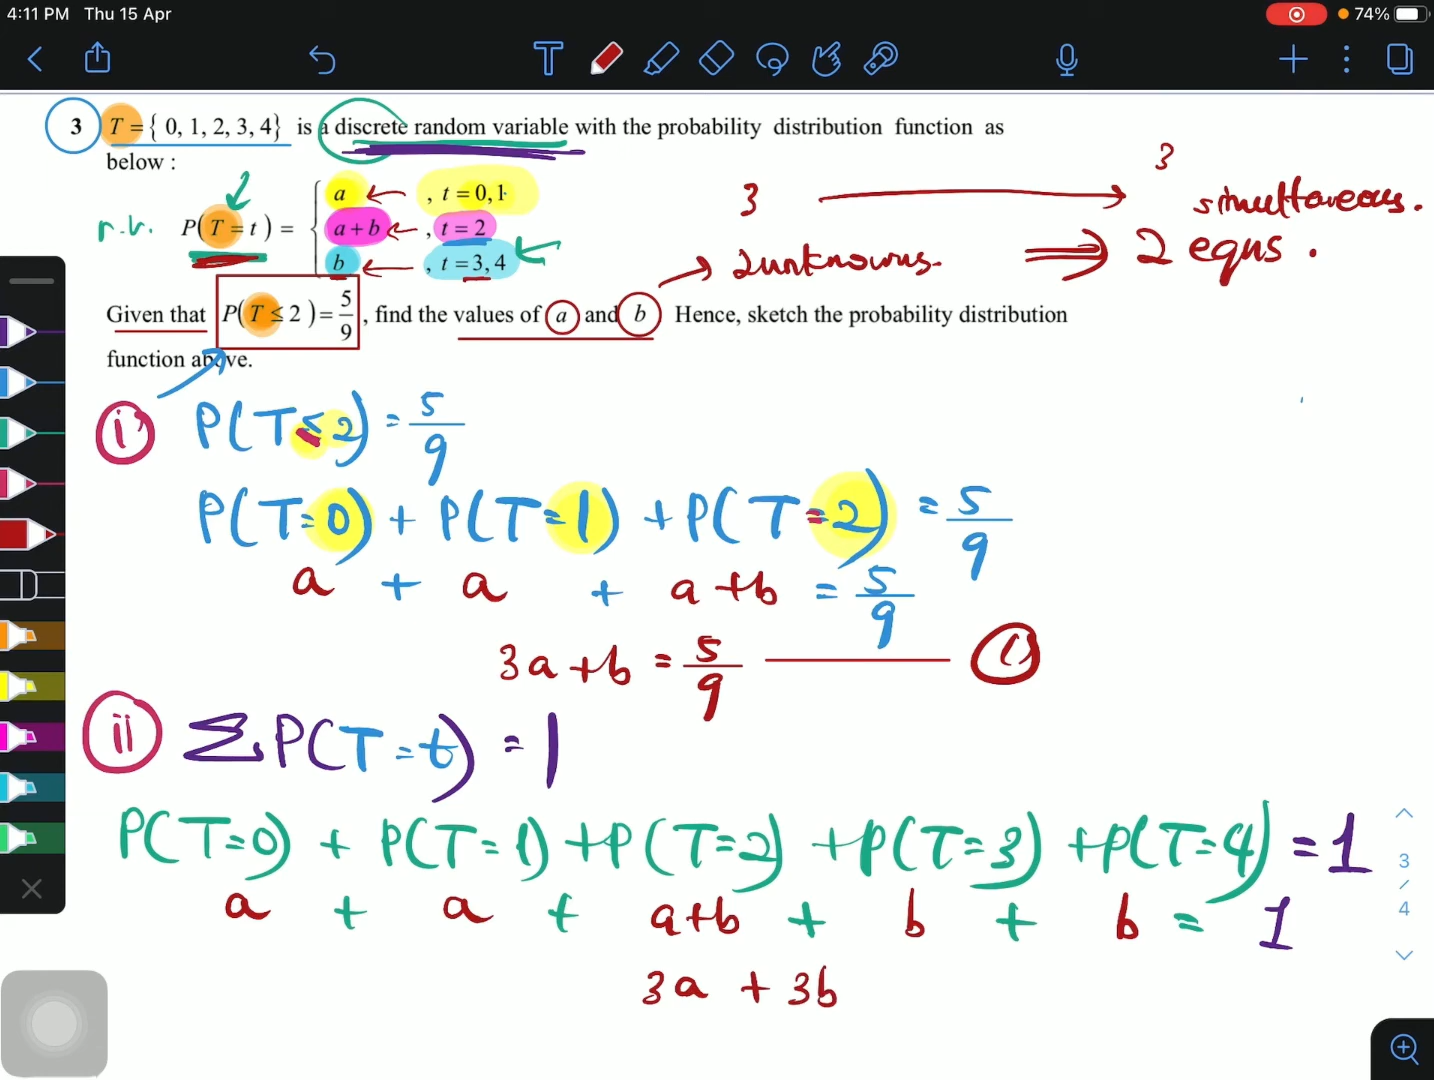 4:11 PM Thu 15 Apr
74%
3 T = { 0, 1, 2, 3, 4} is a discrete random variable with the probability distribution function as
below :
r.v. P(T = t) = { a , t = 0, 1
a + b , t = 2
b , t = 3, 4
3 → 3 simultaneous.
2 unknowns. ⟹ 2 eqns.
Given that P(T ≤ 2) = 5/9, find the values of a and b Hence, sketch the probability distribution
function above.
i P(T≤2) = 5/9
P(T=0) + P(T=1) + P(T=2) = 5/9
a + a + a+b = 5/9
3a+b = 5/9 —— 1
ii ΣP(T=t) = 1
P(T=0) + P(T=1) + P(T=2) + P(T=3) + P(T=4) = 1
a + a + a+b + b + b = 1
3a + 3b
3
/
4